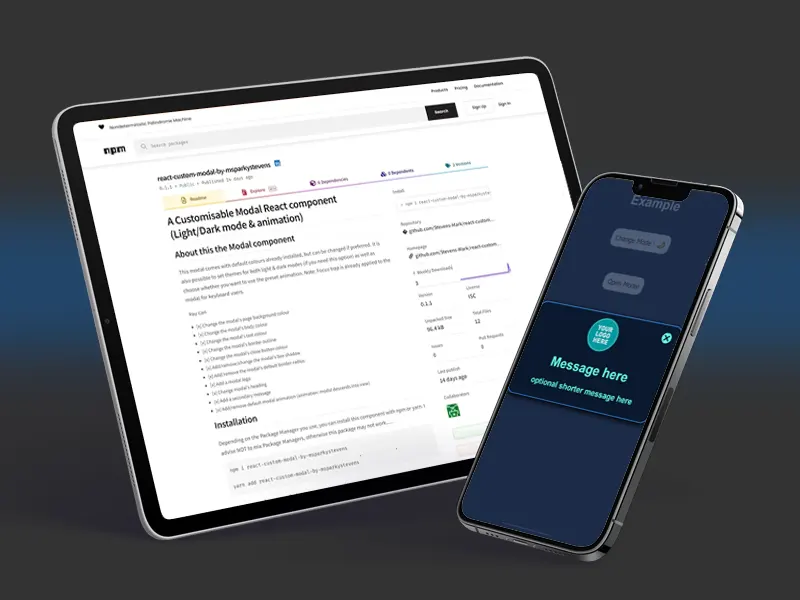 Nondeterministic Palindrome Machine
Products Pricing Documentation
npm
Search packages
Search
Sign Up
Sign In
react-custom-modal-by-msparkystevens
0.1.1 • Public • Published 14 days ago
Readme
Explore
4 Dependencies
0 Dependents
2 Versions
A Customisable Modal React component
(Light/Dark mode & animation)
About this the Modal component
This modal comes with default colours already installed, but can be changed if preferred. It is
also possible to set themes for both light & dark modes (if you need this option) as well as
choose whether you want to use the preset animation. Note, Focus trap is already applied to the
modal for keyboard users.
You can
[x] Change the modal's page background colour
[x] Change the modal's body colour
[x] Change the modal's text colour
[x] Change the modal's border outline
[x] Change the modal's close button colour
[x] Add/remove/change the modal's box-shadow
[x] Add/remove the modal's default border radius
[x] Add a modal logo
[x] Change the modal's heading
[x] Add a secondary message
[x] Add/remove default modal animation (animation: modal descends into view)
Installation
Depending on the Package Manager you use, you can install this component with npm or yarn. I
advise NOT to mix Package Managers, otherwise this package may not work.....
npm i react-custom-modal-by-msparkystevens
yarn add react-custom-modal-by-msparkystevens
Install
npm i react-custom-modal-by-msparkysteve
Repository
github.com/Stevens-Mark/react-custom...
Homepage
github.com/Stevens-Mark/react-custom...
Weekly Downloads
Version
0.1.1
License
ISC
Unpacked Size
96.4 kB
Total Files
12
Issues
0
Pull Requests
Last publish
14 days ago
Collaborators
Example
Change Mode
Open Modal
YOUR
LOGO
HERE
Message here
optional shorter message here